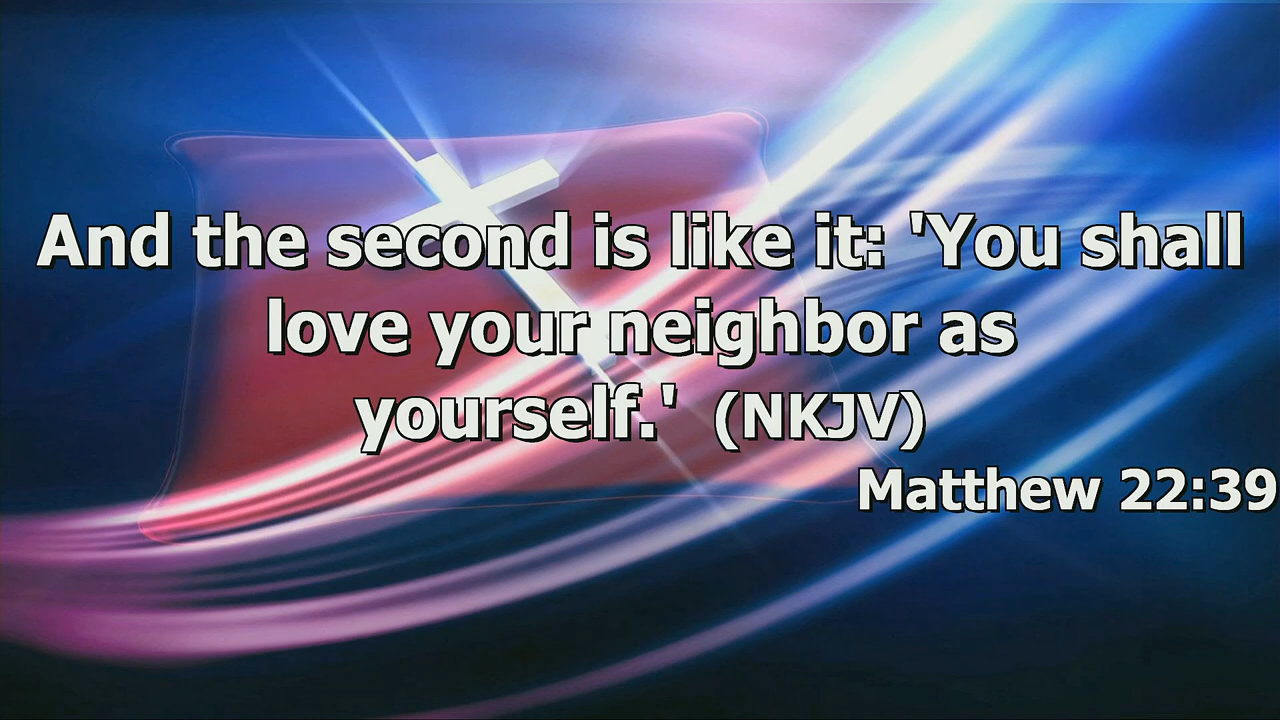 And the second is like it: 'You shall
love your neighbor as
yourself.' (NKJV)
Matthew 22:39